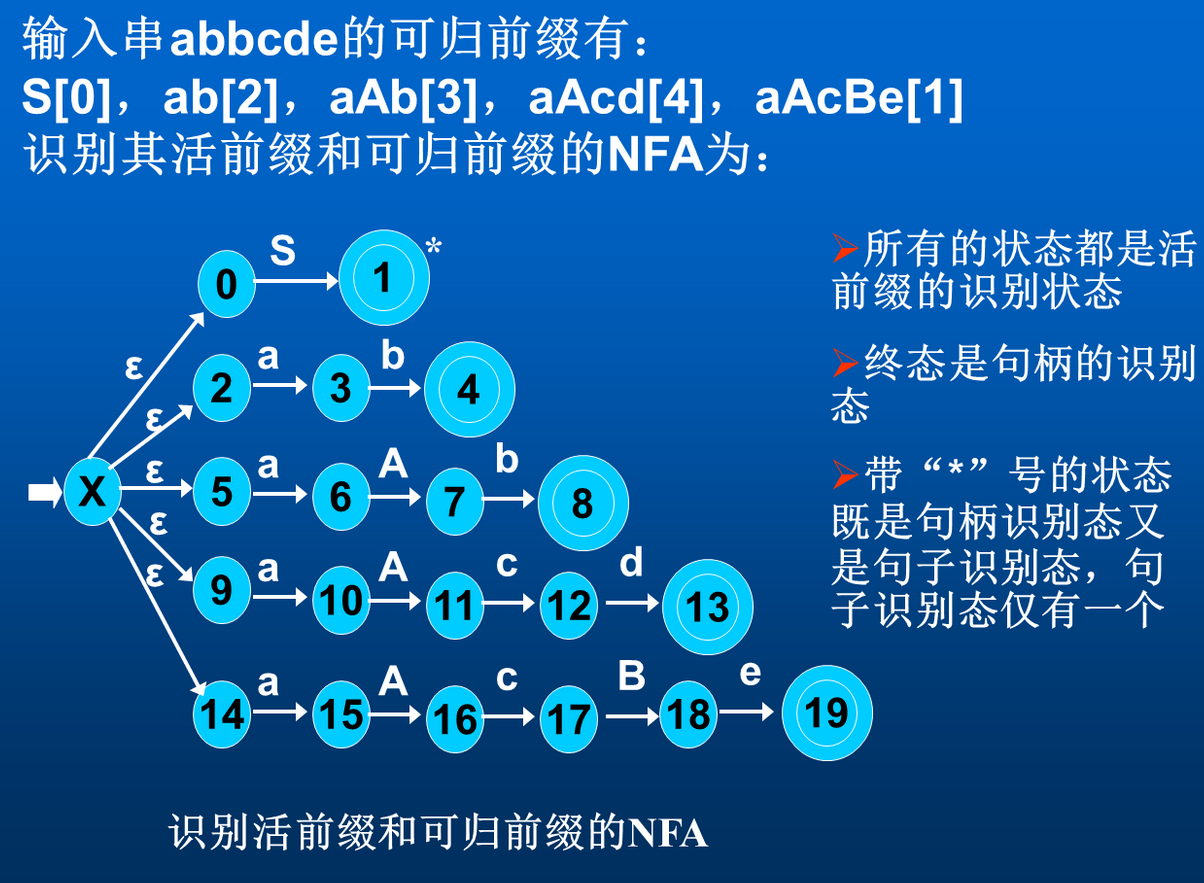 输入串abbcde的可归前缀有：
S[0]，ab[2]，aAb[3]，aAcd[4]，aAcBe[1]
识别其活前缀和可归前缀的NFA为：
0 S 1 *
ε
2 a 3 b 4
ε
X ε 5 a 6 A 7 b 8
ε
9 a 10 A 11 c 12 d 13
ε
14 a 15 A 16 c 17 B 18 e 19
所有的状态都是活
前缀的识别状态
终态是句柄的识别
态
带“*”号的状态
既是句柄识别态又
是句子识别态，句
子识别态仅有一个
识别活前缀和可归前缀的NFA